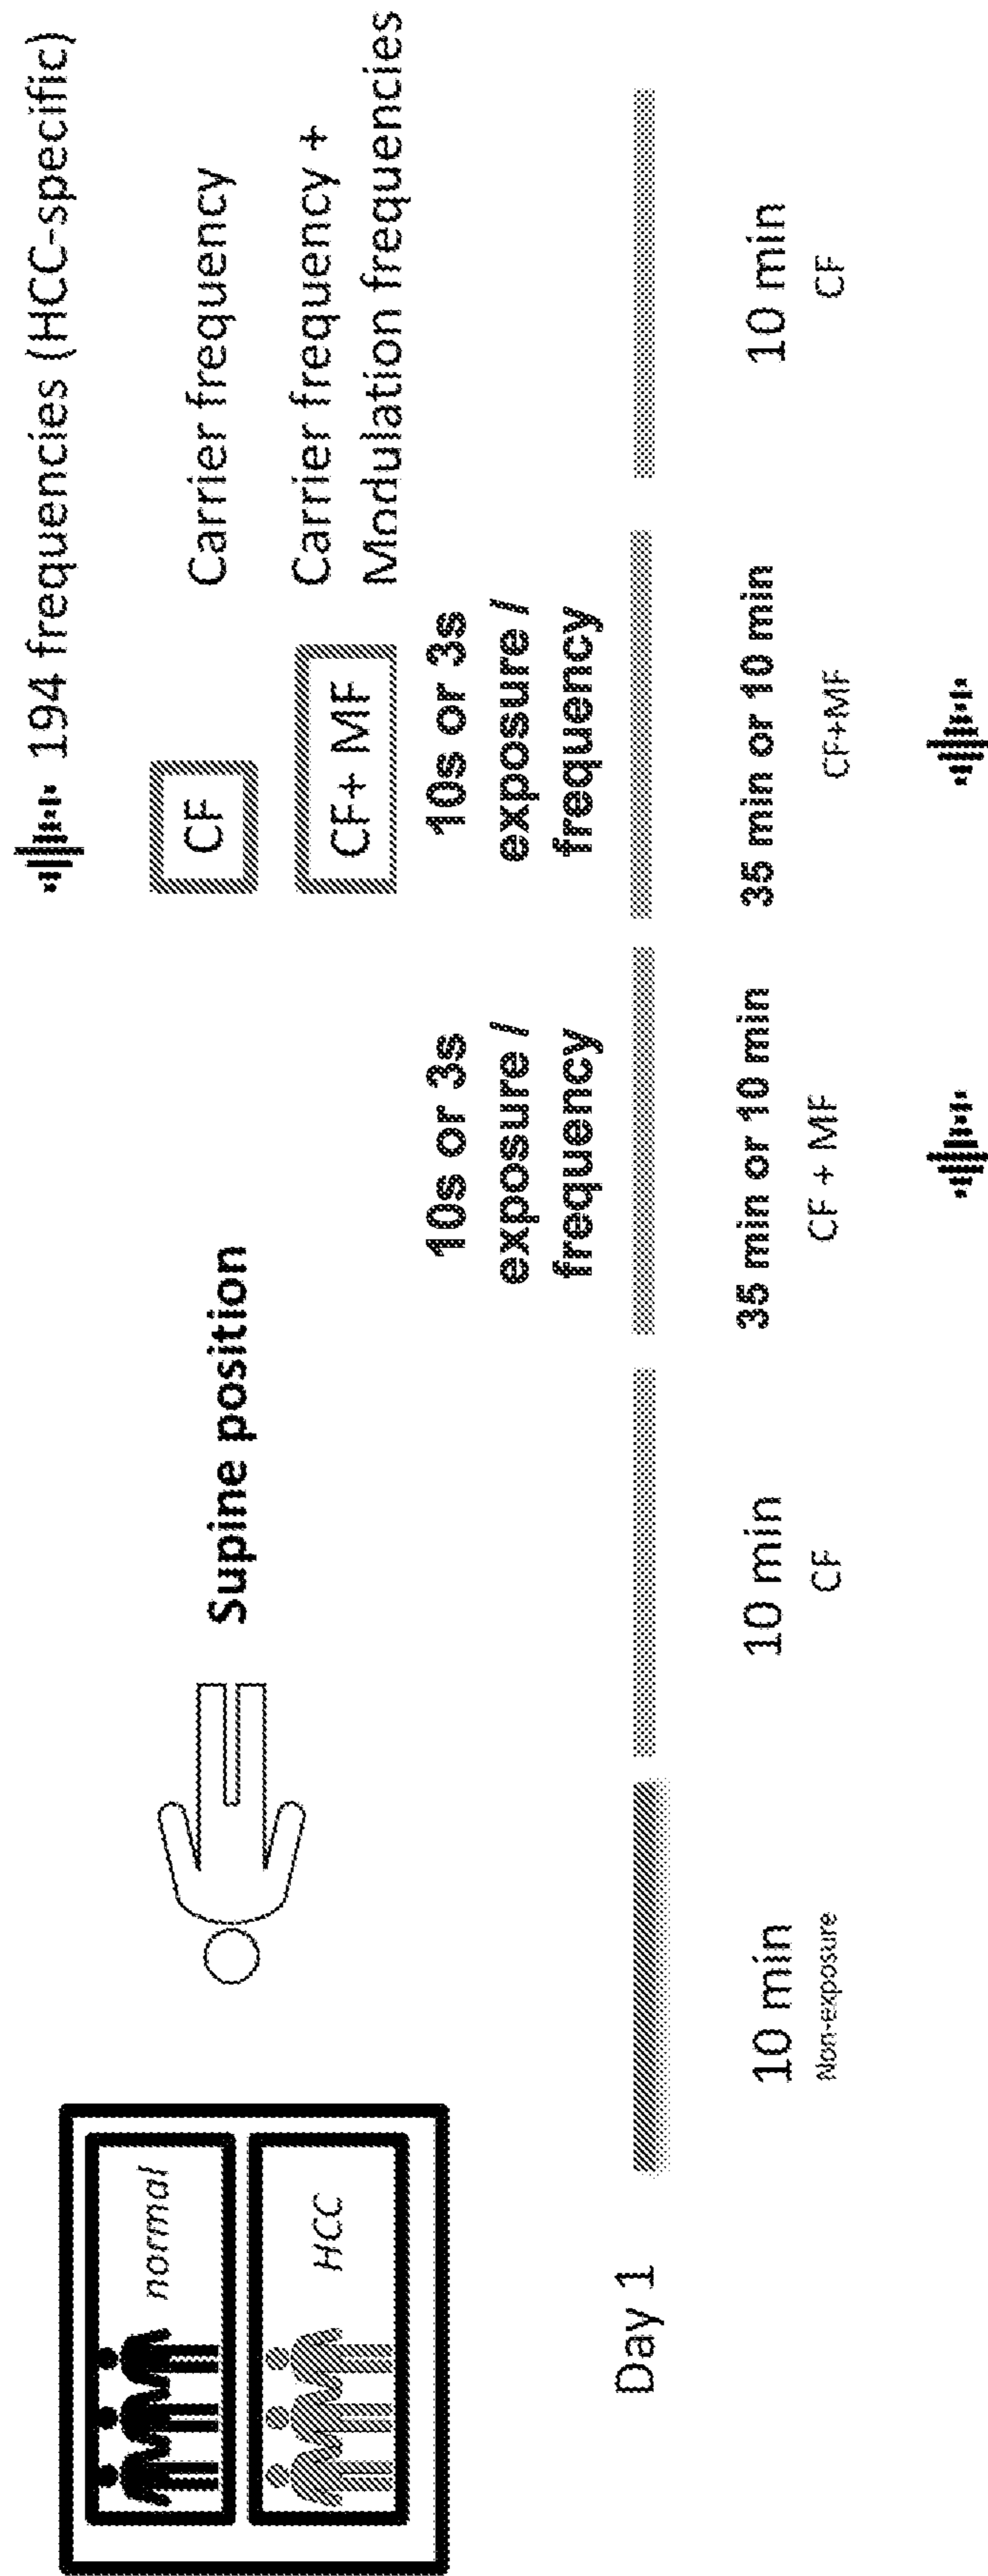 194 frequencies (HCC-specific)
normal
HCC
Supine position
CF
Carrier frequency
CF+ MF
Carrier frequency +
Modulation frequencies
10s or 3s
exposure /
frequency
10s or 3s
exposure /
frequency
Day 1
10 min
Non-exposure
10 min
CF
35 min or 10 min
CF + MF
35 min or 10 min
CF+MF
10 min
CF